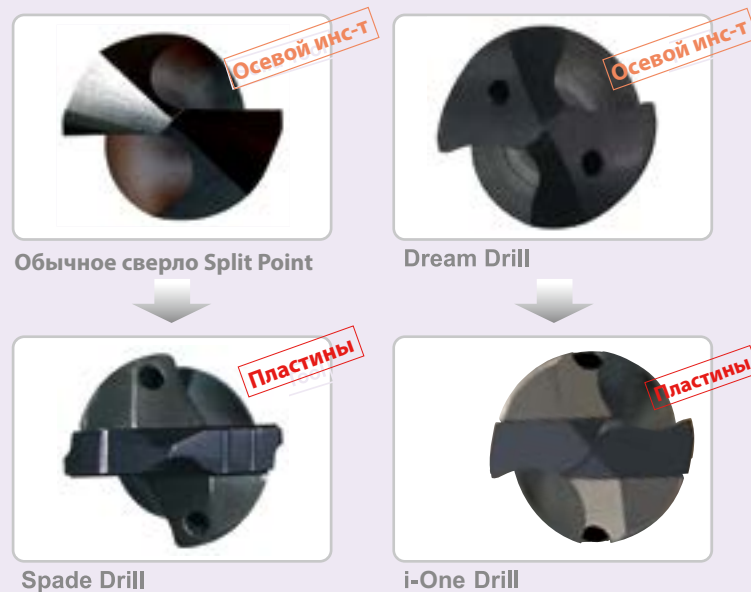 Осевой инс-т
Осевой инс-т
Обычное сверло Split Point
Dream Drill
Пластины
Пластины
Spade Drill
i-One Drill